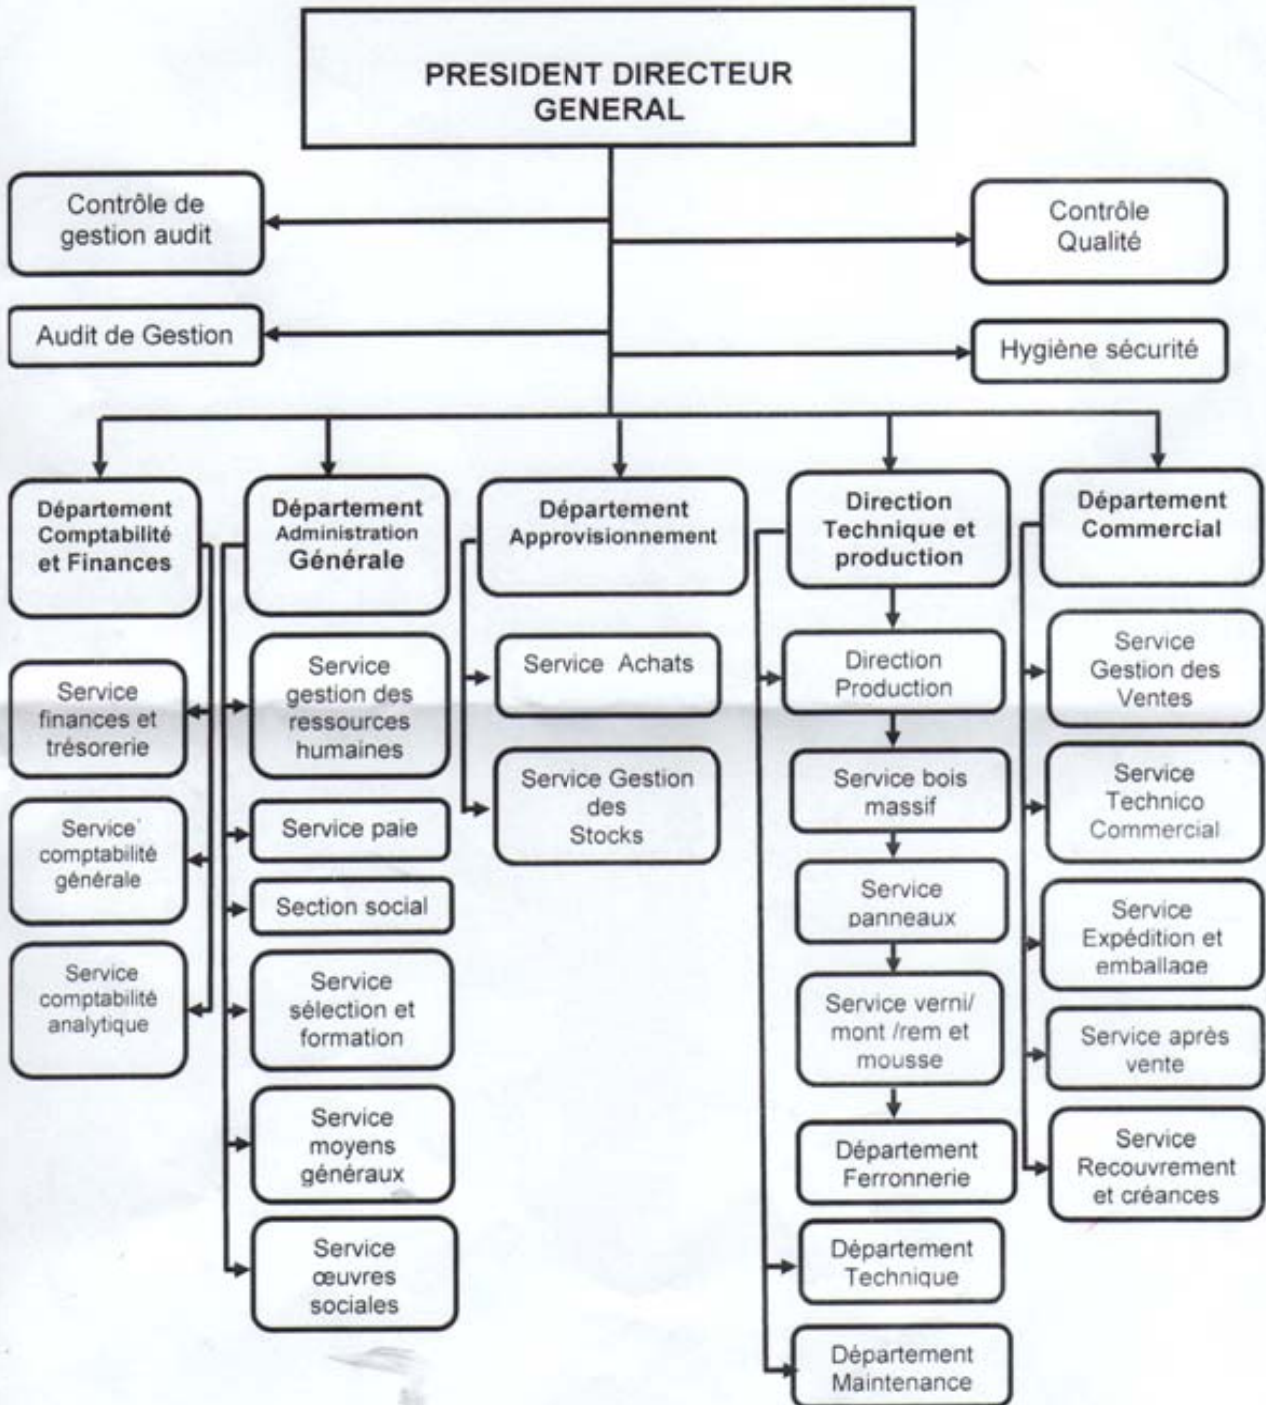 PRESIDENT DIRECTEUR
GENERAL
Contrôle de
gestion audit
Contrôle
Qualité
Audit de Gestion
Hygiène sécurité
Département
Comptabilité
et Finances
Département
Administration
Générale
Département
Approvisionnement
Direction
Technique et
production
Département
Commercial
Service
finances et
trésorerie
Service
comptabilité
générale
Service
comptabilité
analytique
Service
gestion des
ressources
humaines
Service paie
Section social
Service
sélection et
formation
Service
moyens
généraux
Service
œuvres
sociales
Service Achats
Service Gestion
des
Stocks
Direction
Production
Service bois
massif
Service
panneaux
Service verni/
mont /rem et
mousse
Département
Ferronnerie
Département
Technique
Département
Maintenance
Service
Gestion des
Ventes
Service
Technico
Commercial
Service
Expédition et
emballage
Service après
vente
Service
Recouvrement
et créances